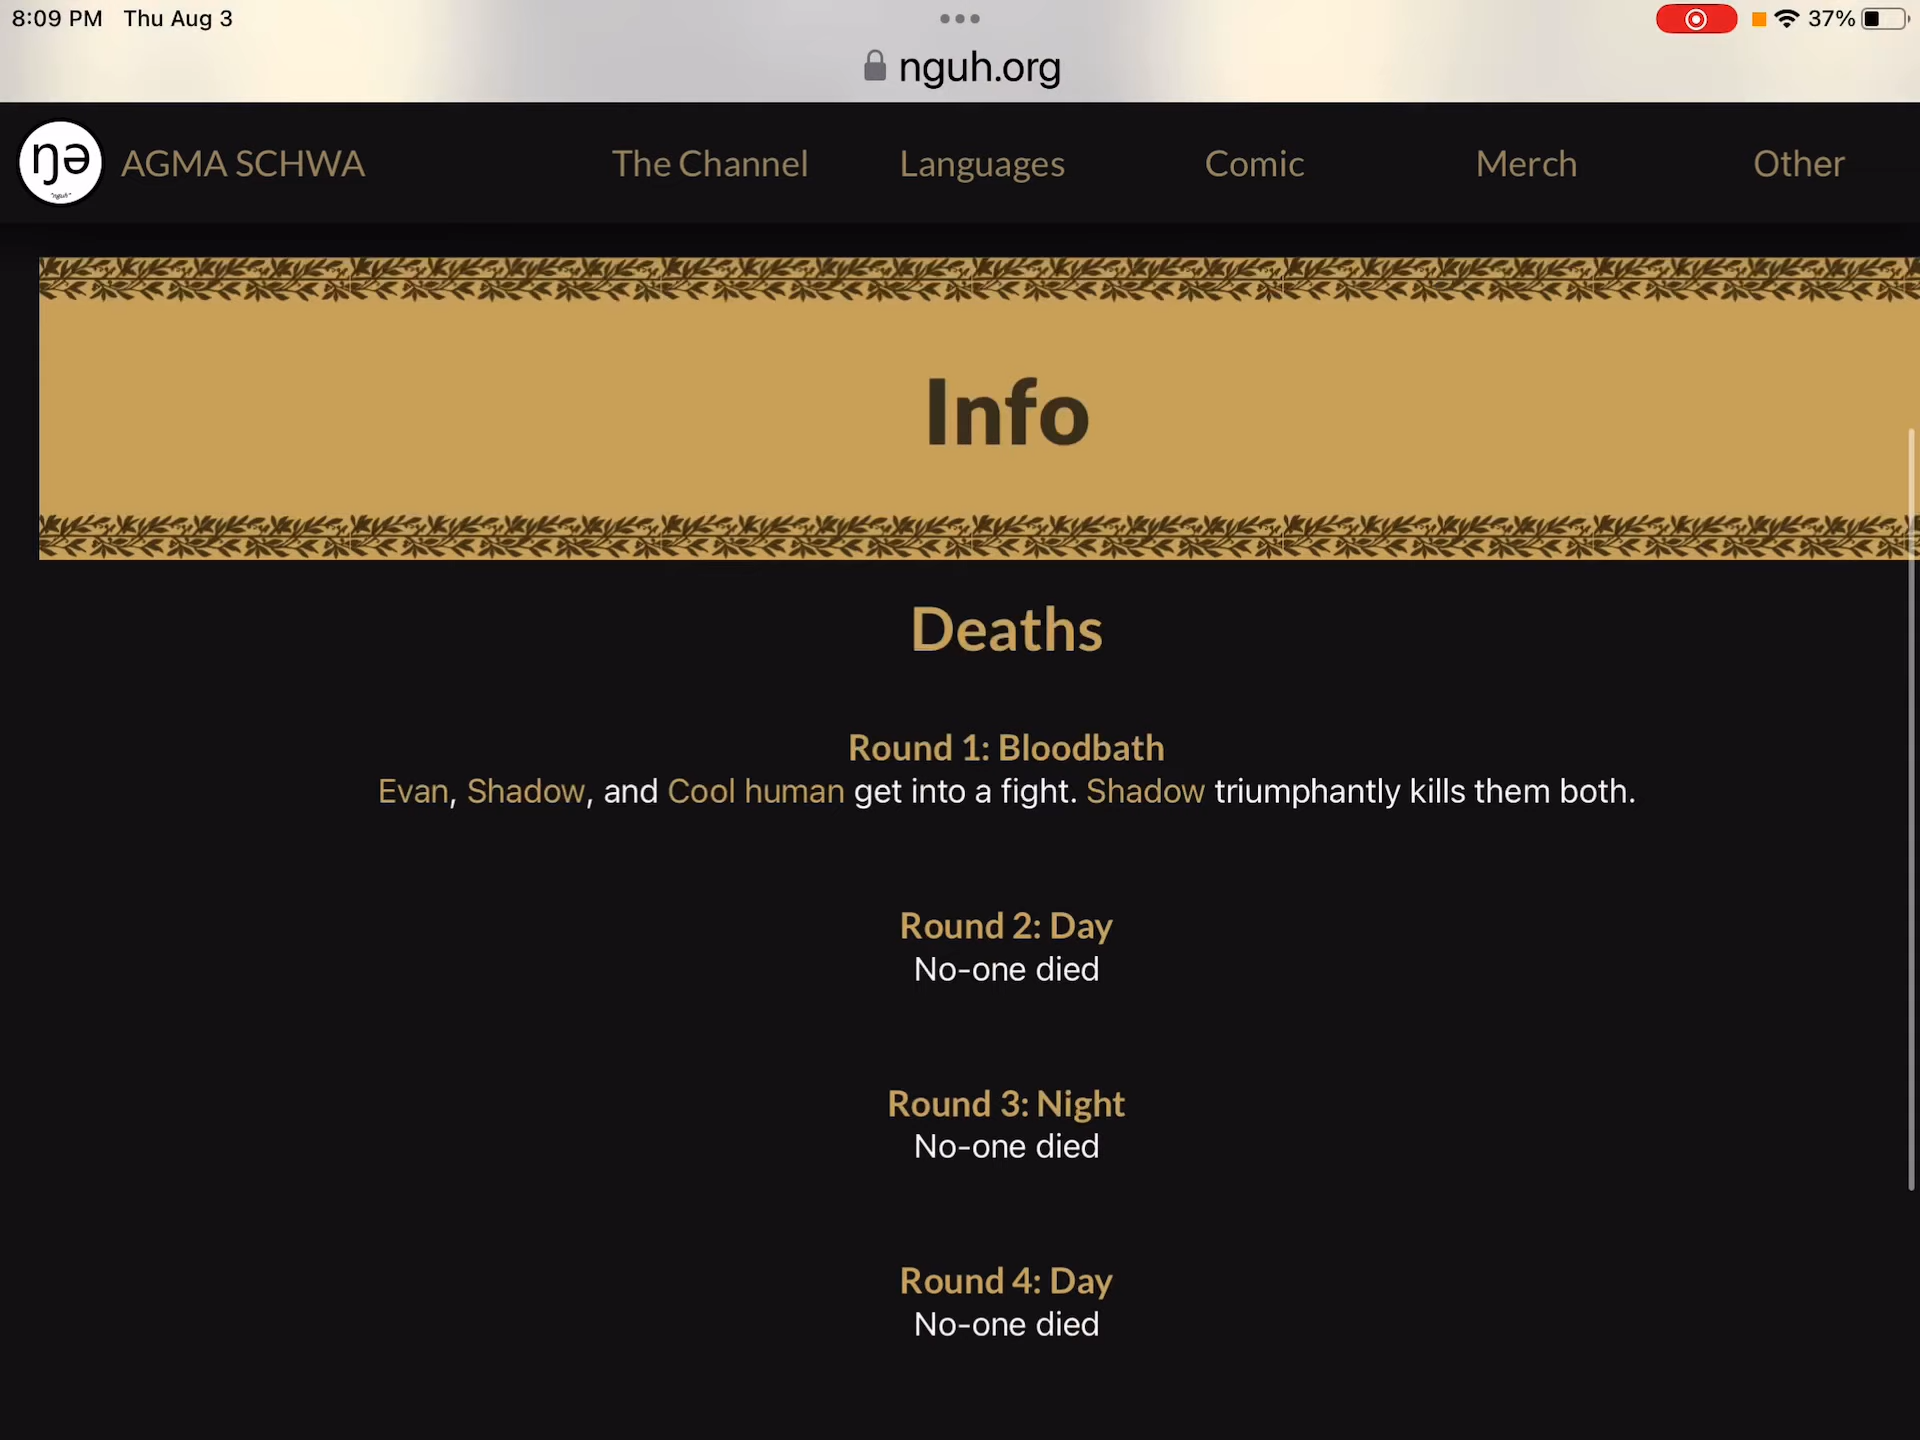 8:09 PM Thu Aug 3
37%
nguh.org
ŋə
"nguh"
AGMA SCHWA
The Channel
Languages
Comic
Merch
Other
Info
Deaths
Round 1: Bloodbath
Evan, Shadow, and Cool human get into a fight. Shadow triumphantly kills them both.
Round 2: Day
No-one died
Round 3: Night
No-one died
Round 4: Day
No-one died